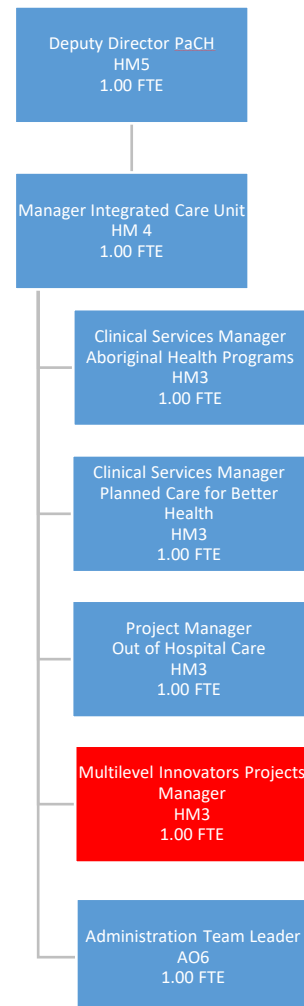 Deputy Director PaCH
HM5
1.00 FTE
Manager Integrated Care Unit
HM 4
1.00 FTE
Clinical Services Manager
Aboriginal Health Programs
HM3
1.00 FTE
Clinical Services Manager
Planned Care for Better
Health
HM3
1.00 FTE
Project Manager
Out of Hospital Care
HM3
1.00 FTE
Multilevel Innovators Projects
Manager
HM3
1.00 FTE
Administration Team Leader
AO6
1.00 FTE